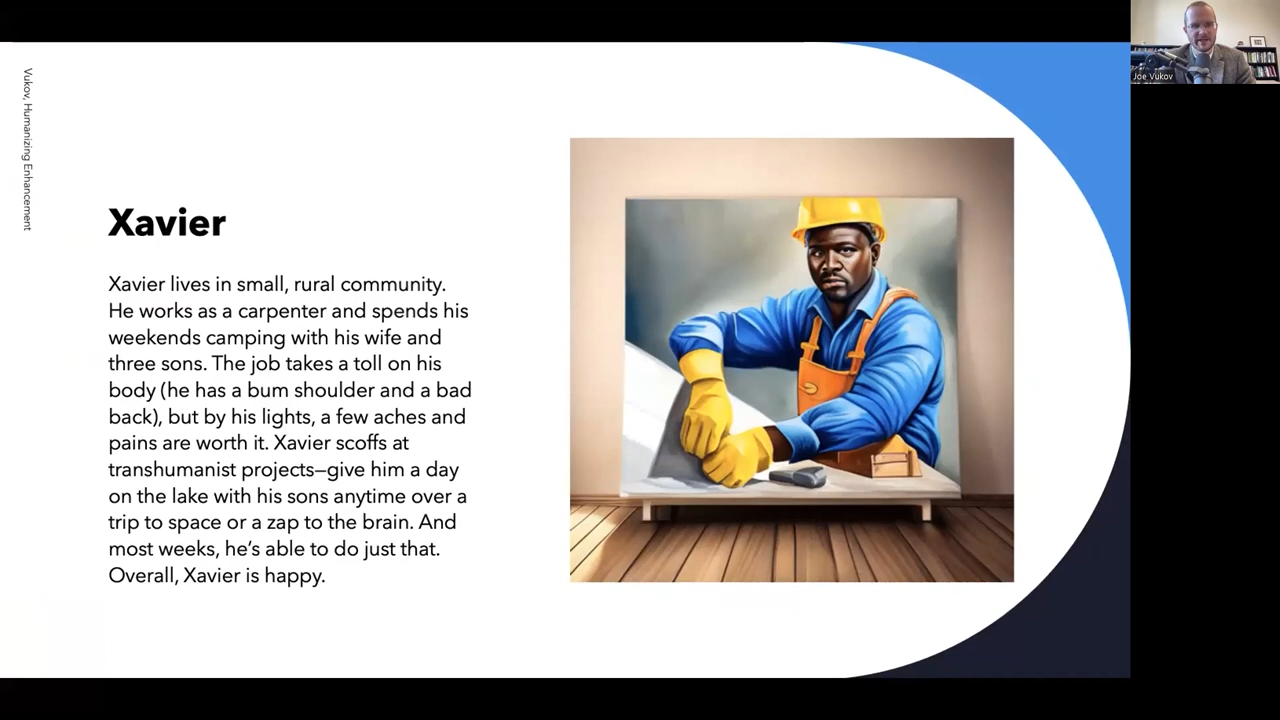 Vukov, Humanizing Enhancement
Xavier
Xavier lives in small, rural community.
He works as a carpenter and spends his
weekends camping with his wife and
three sons. The job takes a toll on his
body (he has a bum shoulder and a bad
back), but by his lights, a few aches and
pains are worth it. Xavier scoffs at
transhumanist projects—give him a day
on the lake with his sons anytime over a
trip to space or a zap to the brain. And
most weeks, he’s able to do just that.
Overall, Xavier is happy.
Joe Vukov